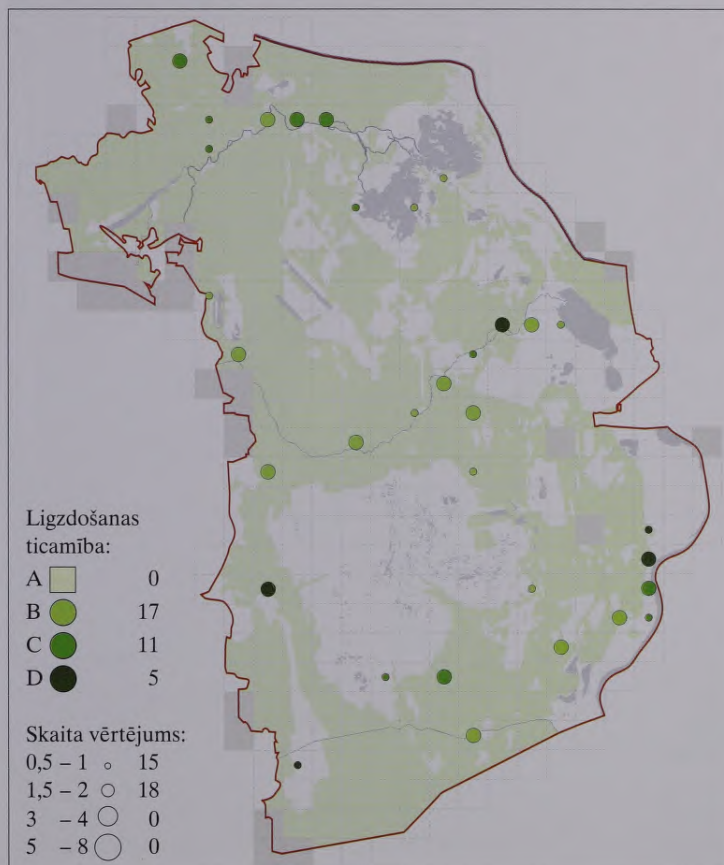 Ligzdošanas
ticamība:
A 0
B 17
C 11
D 5
Skaita vērtējums:
0,5 – 1 15
1,5 – 2 18
3 – 4 0
5 – 8 0